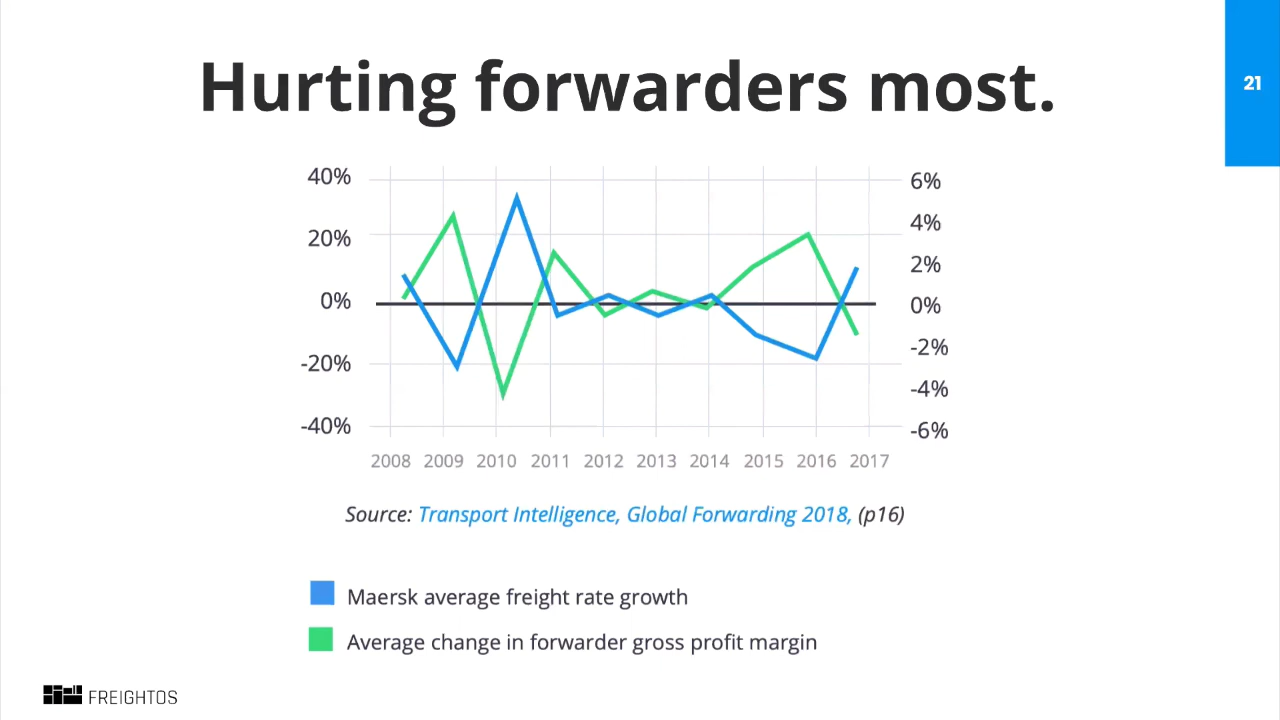 Hurting forwarders most.
21
40%
20%
0%
-20%
-40%
6%
4%
2%
0%
-2%
-4%
-6%
2008 2009 2010 2011 2012 2013 2014 2015 2016 2017
Source: Transport Intelligence, Global Forwarding 2018, (p16)
Maersk average freight rate growth
Average change in forwarder gross profit margin
FREIGHTOS